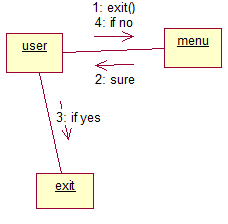 1: exit()
4: if no
user
menu
2: sure
3: if yes
exit